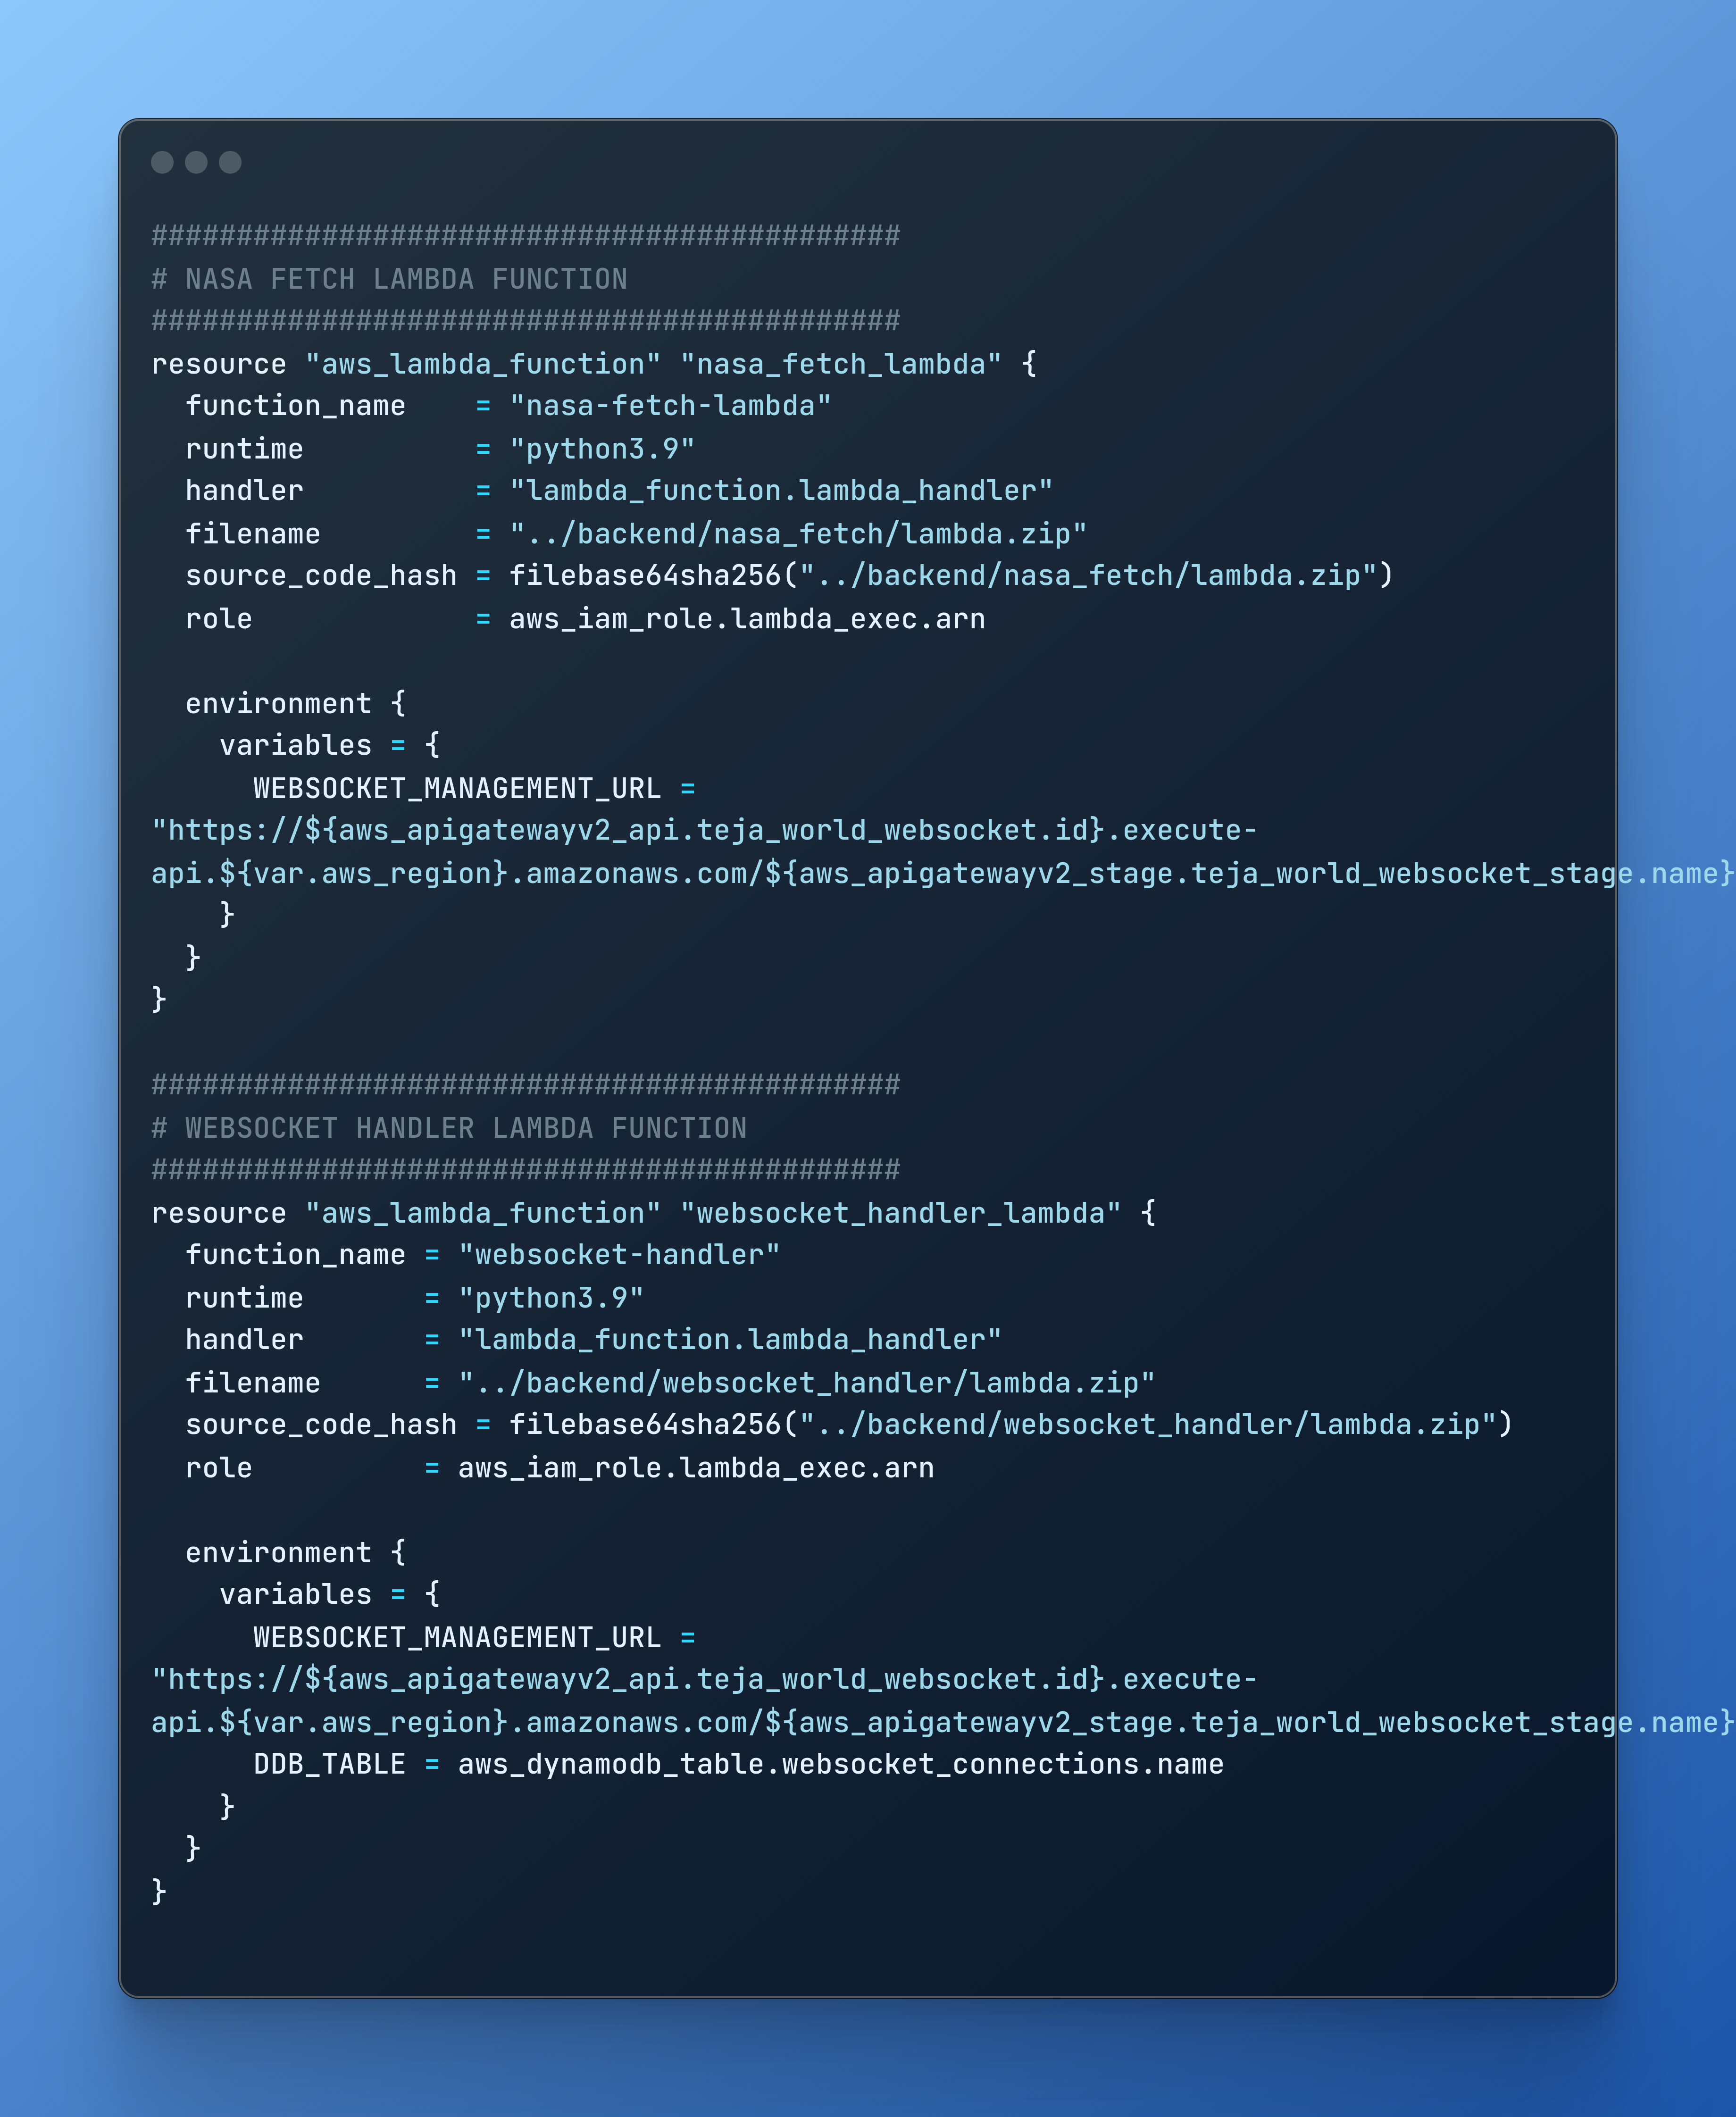 ############################################
# NASA FETCH LAMBDA FUNCTION
############################################
resource "aws_lambda_function" "nasa_fetch_lambda" {
  function_name    = "nasa-fetch-lambda"
  runtime          = "python3.9"
  handler          = "lambda_function.lambda_handler"
  filename         = "../backend/nasa_fetch/lambda.zip"
  source_code_hash = filebase64sha256("../backend/nasa_fetch/lambda.zip")
  role             = aws_iam_role.lambda_exec.arn

  environment {
    variables = {
      WEBSOCKET_MANAGEMENT_URL =
"https://${aws_apigatewayv2_api.teja_world_websocket.id}.execute-
api.${var.aws_region}.amazonaws.com/${aws_apigatewayv2_stage.teja_world_websocket_stage.name}
    }
  }
}

############################################
# WEBSOCKET HANDLER LAMBDA FUNCTION
############################################
resource "aws_lambda_function" "websocket_handler_lambda" {
  function_name = "websocket-handler"
  runtime       = "python3.9"
  handler       = "lambda_function.lambda_handler"
  filename      = "../backend/websocket_handler/lambda.zip"
  source_code_hash = filebase64sha256("../backend/websocket_handler/lambda.zip")
  role          = aws_iam_role.lambda_exec.arn

  environment {
    variables = {
      WEBSOCKET_MANAGEMENT_URL =
"https://${aws_apigatewayv2_api.teja_world_websocket.id}.execute-
api.${var.aws_region}.amazonaws.com/${aws_apigatewayv2_stage.teja_world_websocket_stage.name}
      DDB_TABLE = aws_dynamodb_table.websocket_connections.name
    }
  }
}